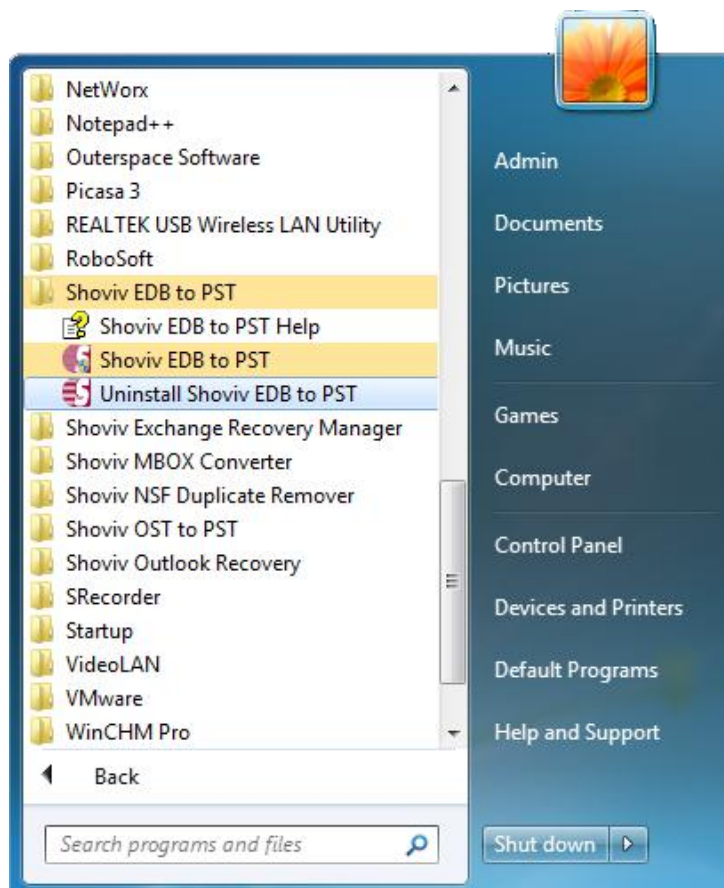 NetWorx
Notepad++
Outerspace Software
Picasa 3
REALTEK USB Wireless LAN Utility
RoboSoft
Shoviv EDB to PST
Shoviv EDB to PST Help
Shoviv EDB to PST
Uninstall Shoviv EDB to PST
Shoviv Exchange Recovery Manager
Shoviv MBOX Converter
Shoviv NSF Duplicate Remover
Shoviv OST to PST
Shoviv Outlook Recovery
SRecorder
Startup
VideoLAN
VMware
WinCHM Pro
Back
Search programs and files
Admin
Documents
Pictures
Music
Games
Computer
Control Panel
Devices and Printers
Default Programs
Help and Support
Shut down